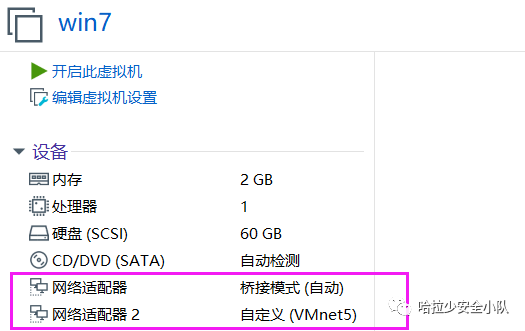 win7
开启此虚拟机
编辑虚拟机设置
设备
内存 2 GB
处理器 1
硬盘 (SCSI) 60 GB
CD/DVD (SATA) 自动检测
网络适配器 桥接模式 (自动)
网络适配器 2 自定义 (VMnet5)
哈拉少安全小队